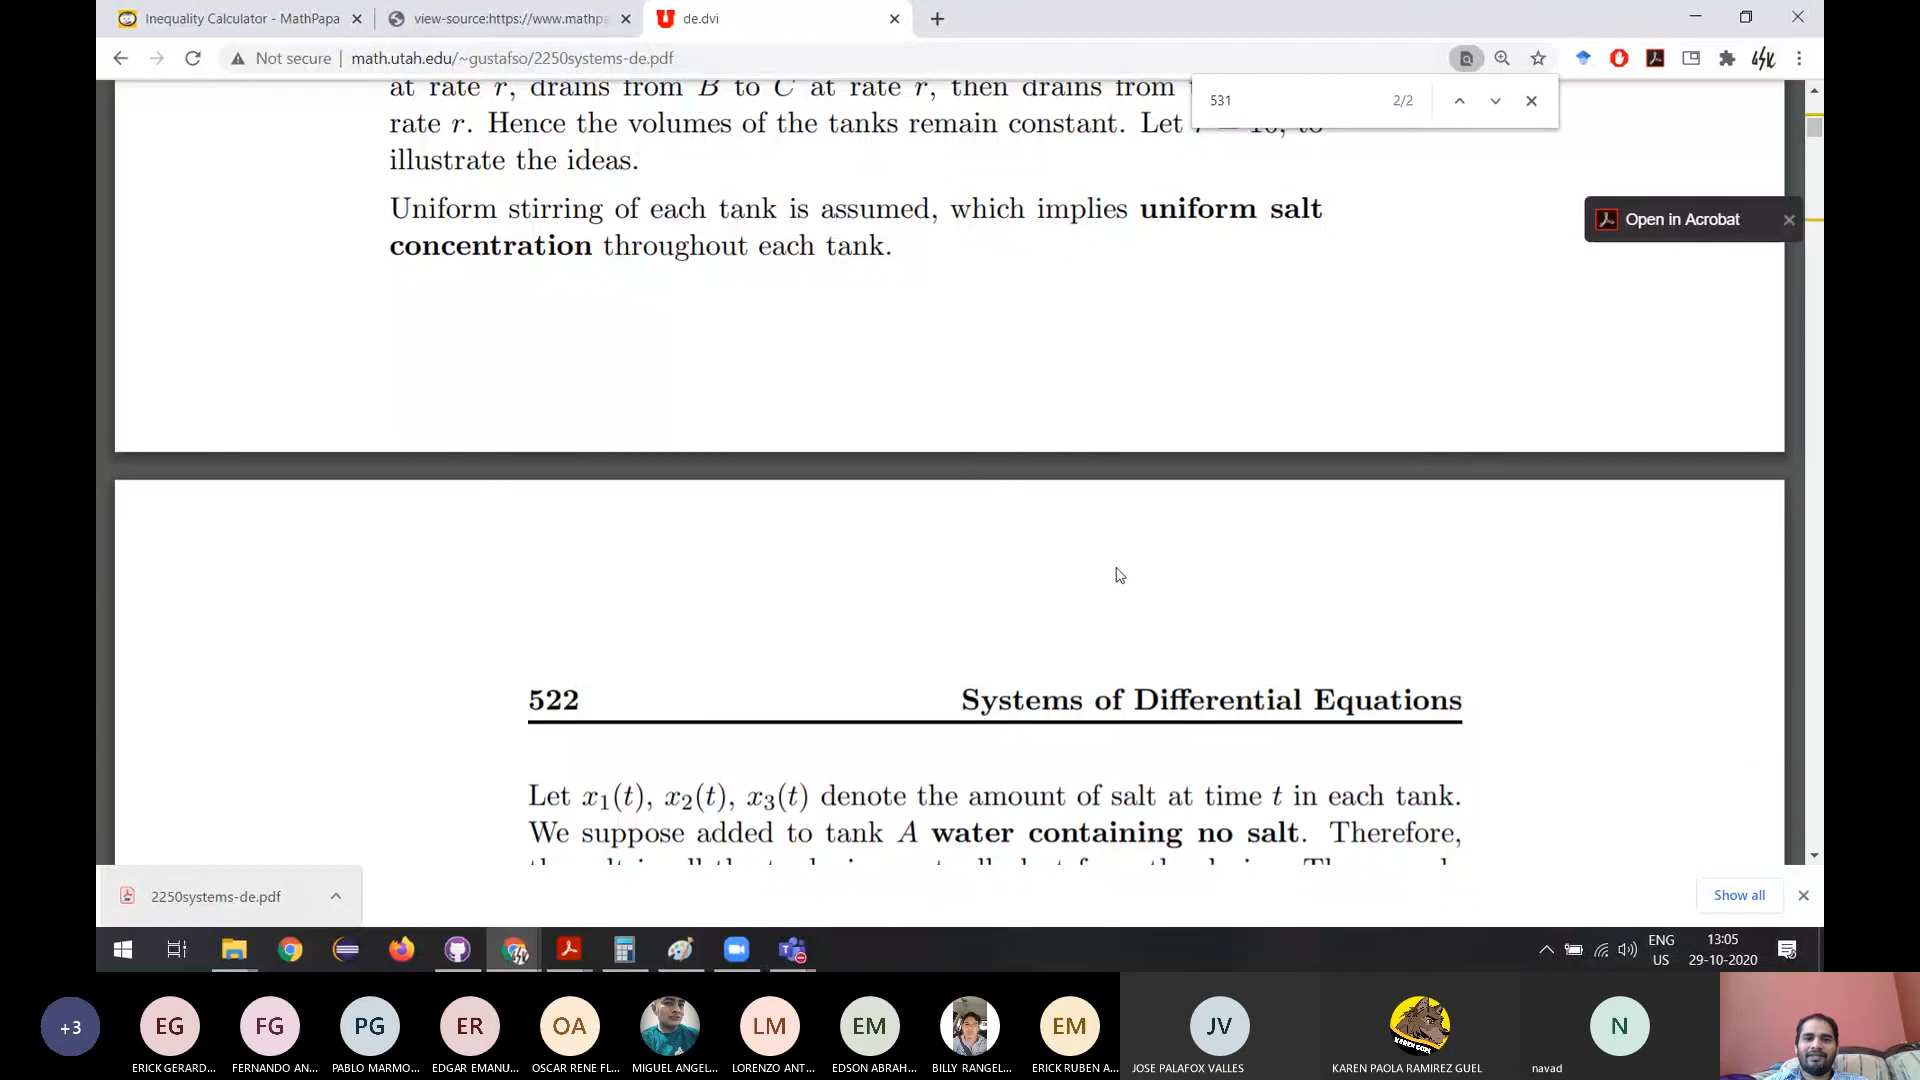 Inequality Calculator - MathPapa
view-source:https://www.mathpa
de.dvi
Not secure
math.utah.edu/~gustafso/2250systems-de.pdf
531
2/2
at rate r, drains from B to C at rate r, then drains from
rate r. Hence the volumes of the tanks remain constant. Let
illustrate the ideas.
Uniform stirring of each tank is assumed, which implies uniform salt
concentration throughout each tank.
Open in Acrobat
522 Systems of Differential Equations
Let x₁(t), x₂(t), x₃(t) denote the amount of salt at time t in each tank.
We suppose added to tank A water containing no salt. Therefore,
2250systems-de.pdf
Show all
ENG
US
13:05
29-10-2020
+3
EG
FG
PG
ER
OA
LM
EM
EM
JV
KAREN GUEL
N
ERICK GERARD...
FERNANDO AN...
PABLO MARMO...
EDGAR EMANU...
OSCAR RENE FL...
MIGUEL ANGEL...
LORENZO ANT...
EDSON ABRAH...
BILLY RANGEL...
ERICK RUBEN A...
JOSE PALAFOX VALLES
KAREN PAOLA RAMIREZ GUEL
navad